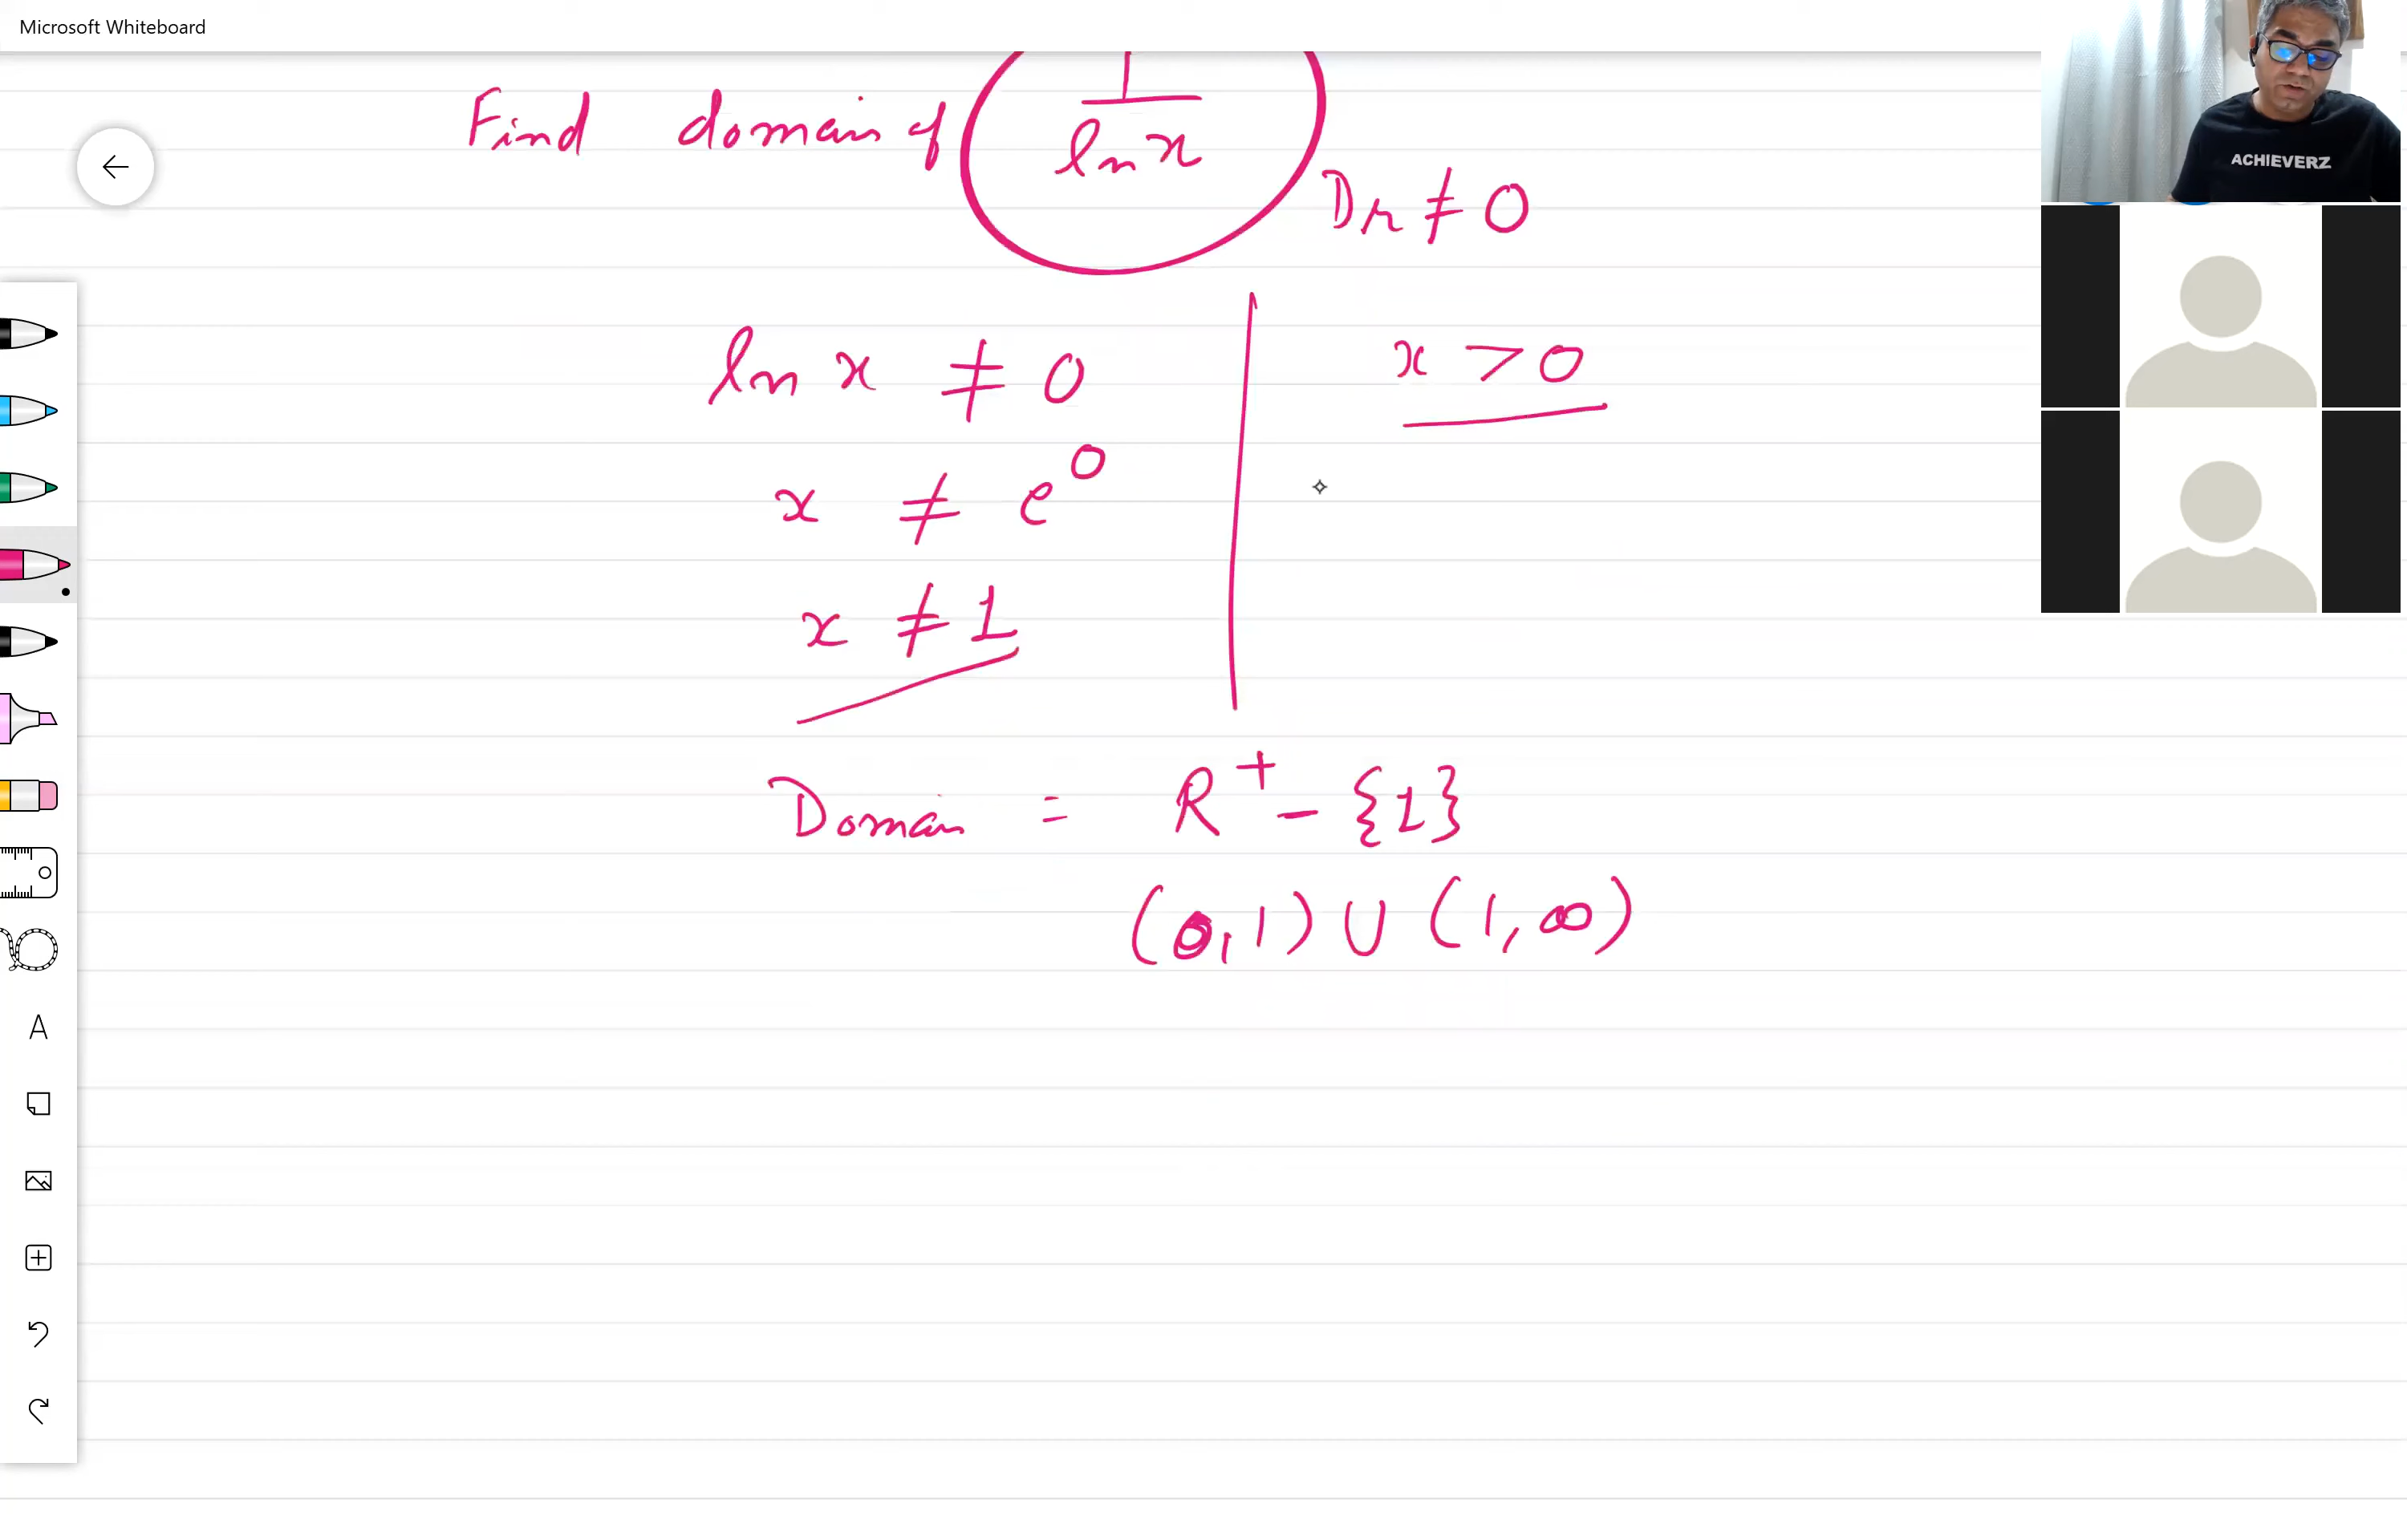 Microsoft Whiteboard
Find domain of 1/ln x
Dr ≠ 0
ACHIEVERZ
ln x ≠ 0
x > 0
x ≠ e^0
x ≠ 1
Domain = R^+ - {1}
(0,1) ∪ (1,∞)
A